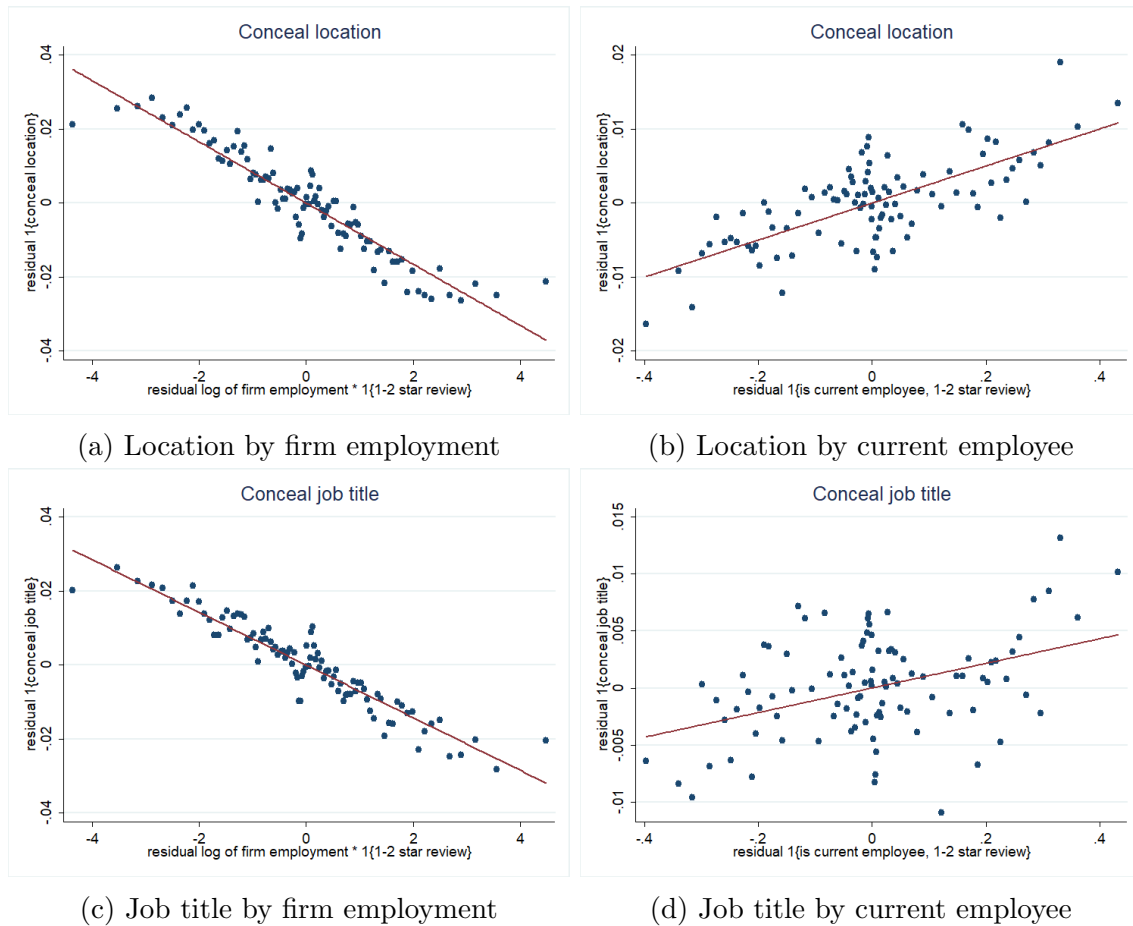 Conceal location
residual 1{conceal location}
.04
.02
0
-.02
-.04
-4
-2
0
2
4
residual log of firm employment * 1{1-2 star review}
(a) Location by firm employment
Conceal location
residual 1{conceal location}
.02
.01
0
-.01
-.02
-.4
-.2
0
.2
.4
residual 1{is current employee, 1-2 star review}
(b) Location by current employee
Conceal job title
residual 1{conceal job title}
.04
.02
0
-.02
-.04
-4
-2
0
2
4
residual log of firm employment * 1{1-2 star review}
(c) Job title by firm employment
Conceal job title
residual 1{conceal job title}
.015
.01
.005
0
-.005
-.01
-.4
-.2
0
.2
.4
residual 1{is current employee, 1-2 star review}
(d) Job title by current employee